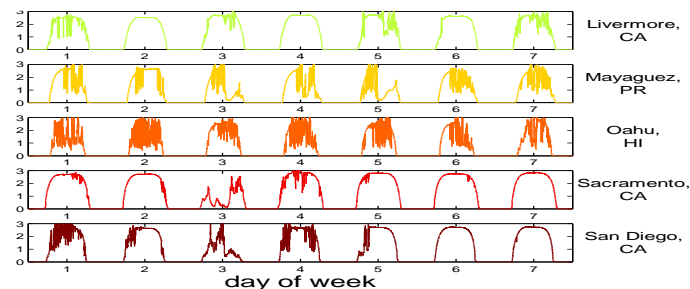 3
2
1
0
1 2 3 4 5 6 7
Livermore,
CA
3
2
1
0
1 2 3 4 5 6 7
Mayaguez,
PR
3
2
1
0
1 2 3 4 5 6 7
Oahu,
HI
3
2
1
0
1 2 3 4 5 6 7
Sacramento,
CA
3
2
1
0
1 2 3 4 5 6 7
San Diego,
CA
day of week